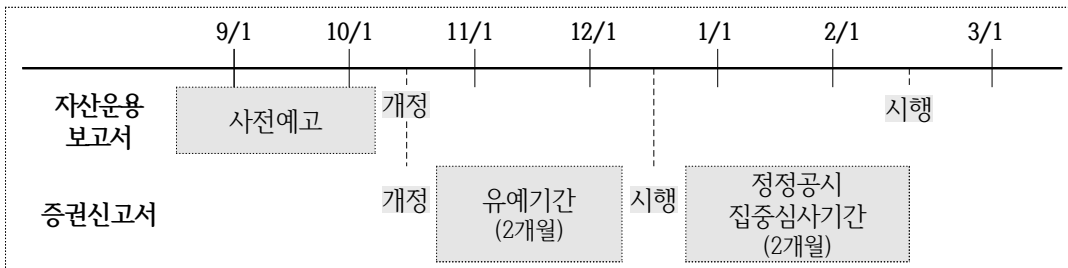 9/1 10/1 11/1 12/1 1/1 2/1 3/1
자산운용
보고서
사전예고
개정
시행
증권신고서
개정
유예기간
(2개월)
시행
정정공시
집중심사기간
(2개월)